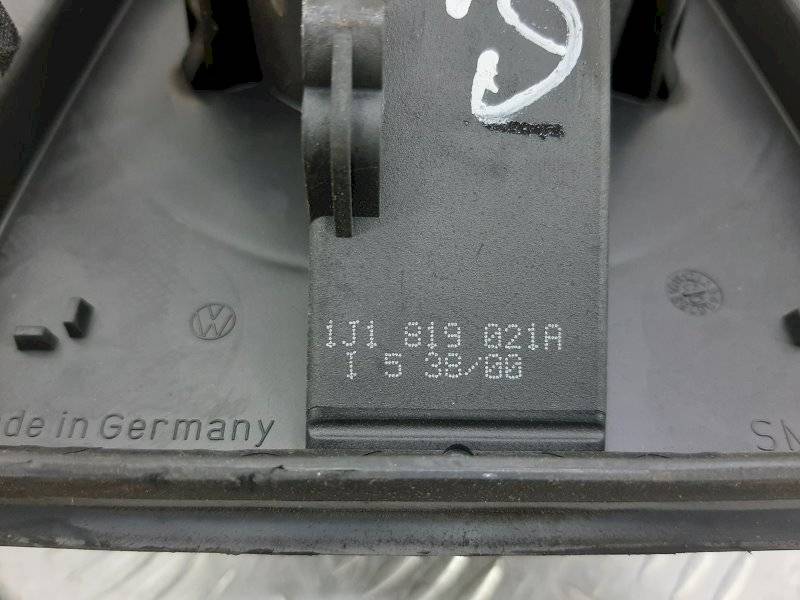 1J1 819 021A
I 5 38/00
de in Germany